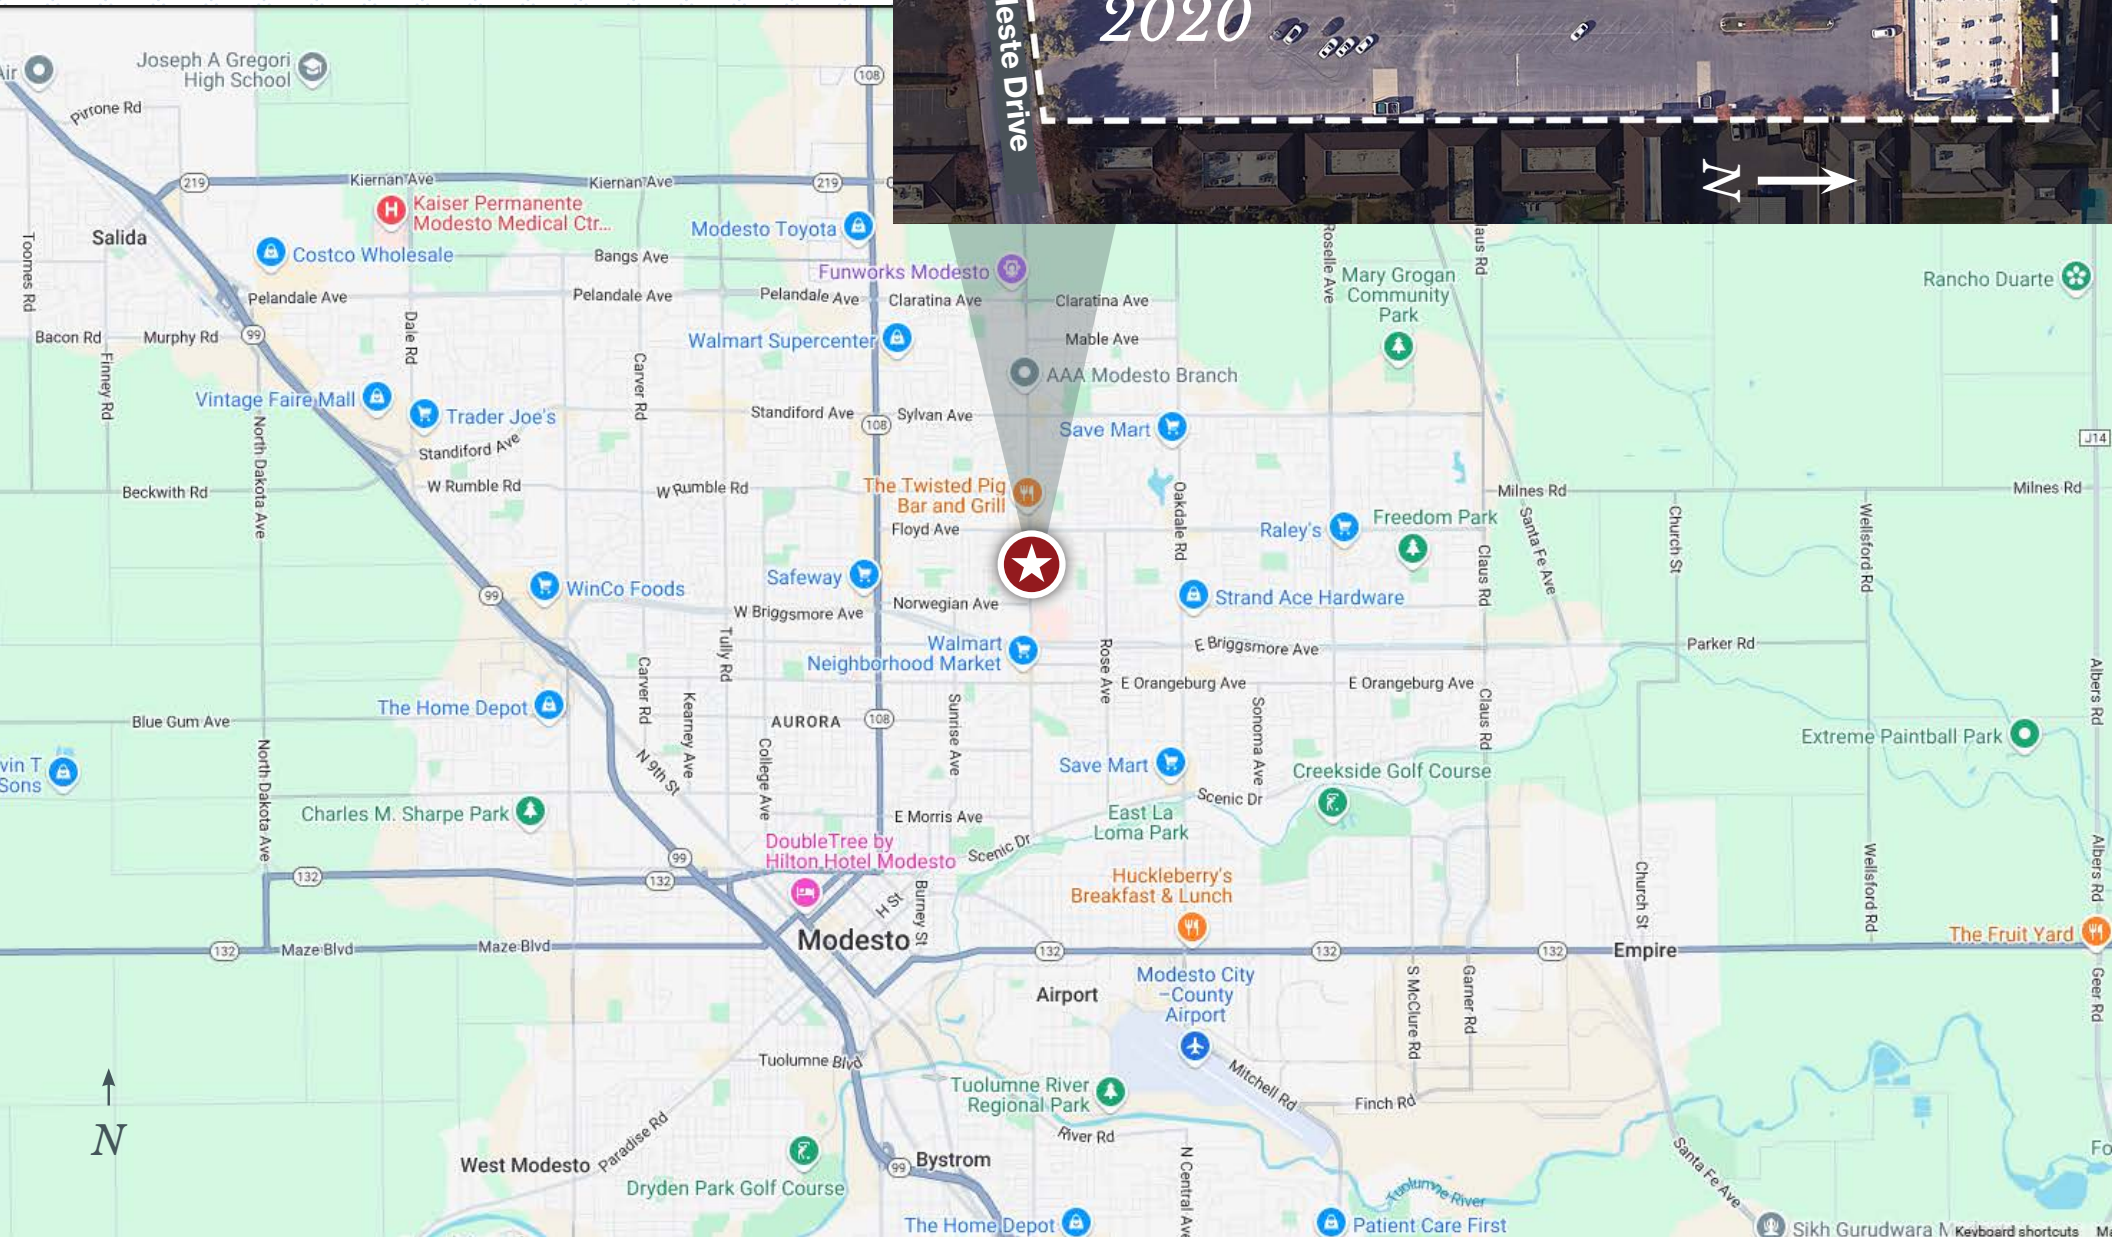 2020
leste Drive
N
Air
Joseph A Gregori
High School
Pirrone Rd
108
219
Kiernan Ave
Kiernan Ave
219
Kaiser Permanente
Modesto Medical Ctr...
Modesto Toyota
Toomes Rd
Salida
Costco Wholesale
Bangs Ave
Funworks Modesto
Roselle Ave
aus Rd
Mary Grogan
Community
Park
Rancho Duarte
Pelandale Ave
Pelandale Ave
Pelandale Ave
Claratina Ave
Claratina Ave
Bacon Rd
Murphy Rd
99
Dale Rd
Walmart Supercenter
Mable Ave
Finney Rd
Carver Rd
AAA Modesto Branch
Vintage Faire Mall
Trader Joe's
Standiford Ave
108
Sylvan Ave
Save Mart
J14
North Dakota Ave
Standiford Ave
Beckwith Rd
W Rumble Rd
W Rumble Rd
The Twisted Pig
Bar and Grill
Oakdale Rd
Milnes Rd
Milnes Rd
Floyd Ave
Raley's
Freedom Park
Santa Fe Ave
Church St
Wellsford Rd
Claus Rd
WinCo Foods
Safeway
99
Norwegian Ave
Strand Ace Hardware
W Briggsmore Ave
Tully Rd
Walmart
Neighborhood Market
Rose Ave
E Briggsmore Ave
Parker Rd
Carver Rd
Kearney Ave
E Orangeburg Ave
E Orangeburg Ave
Albers Rd
The Home Depot
Blue Gum Ave
AURORA
108
Sunrise Ave
Sonoma Ave
Claus Rd
Extreme Paintball Park
vin T
Sons
North Dakota Ave
N 9th St
College Ave
Save Mart
Creekside Golf Course
Scenic Dr
Charles M. Sharpe Park
E Morris Ave
East La
Loma Park
DoubleTree by
Hilton Hotel Modesto
Scenic Dr
99
132
132
Huckleberry's
Breakfast & Lunch
Church St
Wellsford Rd
Albers Rd
H St
Burney St
Modesto
132
Maze Blvd
Maze Blvd
132
132
132
Empire
The Fruit Yard
Airport
Modesto City
-County
Airport
S McClure Rd
Garner Rd
Geer Rd
Tuolumne Blvd
Mitchell Rd
Tuolumne River
Regional Park
Finch Rd
N
Paradise Rd
River Rd
West Modesto
99
Bystrom
N Central Ave
Santa Fe Ave
Fo
Dryden Park Golf Course
Tuolumne River
The Home Depot
Patient Care First
Sikh Gurudwara M
Keyboard shortcuts
Ma